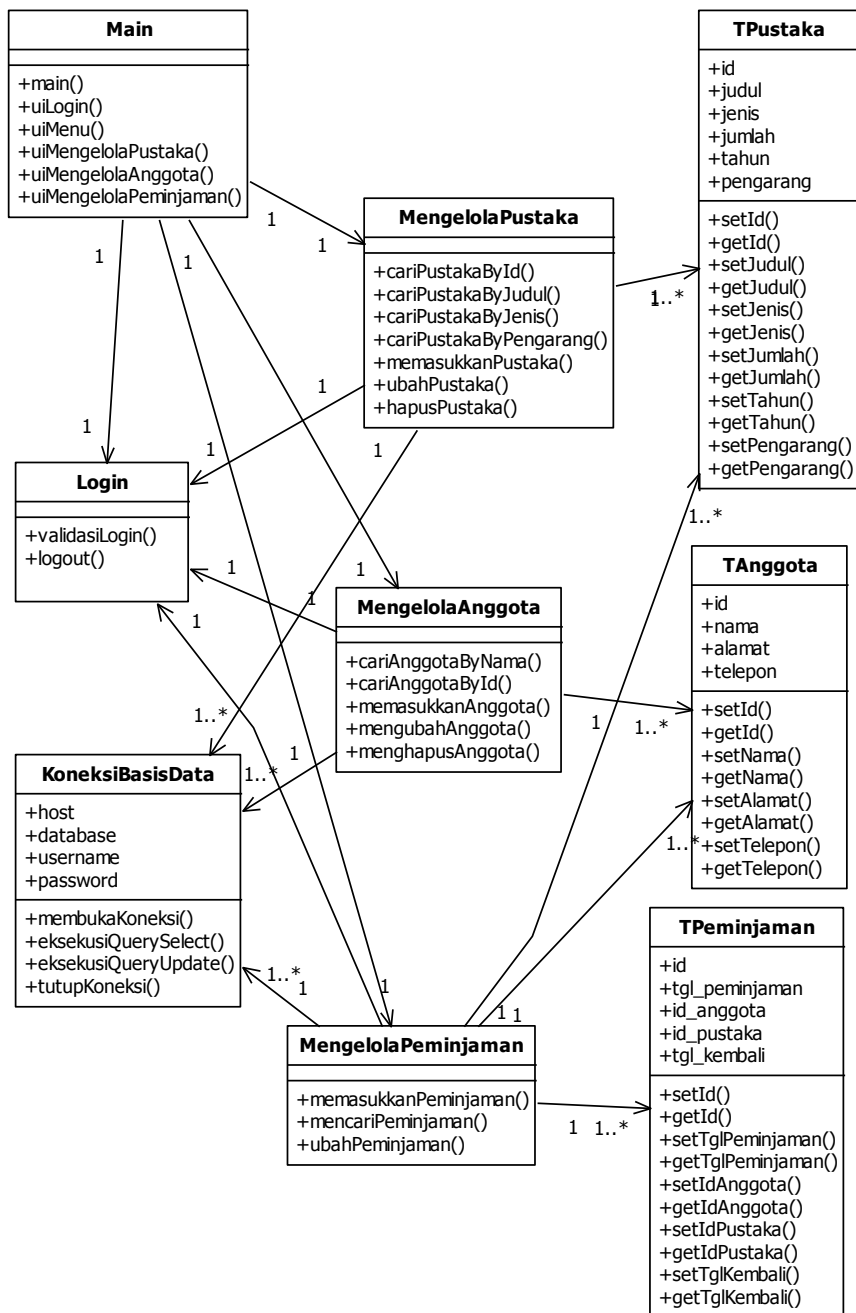 Main
+main()
+uiLogin()
+uiMenu()
+uiMengelolaPustaka()
+uiMengelolaAnggota()
+uiMengelolaPeminjaman()
TPustaka
+id
+judul
+jenis
+jumlah
+tahun
+pengarang
+setId()
+getId()
+setJudul()
+getJudul()
+setJenis()
+getJenis()
+setJumlah()
+getJumlah()
+setTahun()
+getTahun()
+setPengarang()
+getPengarang()
MengelolaPustaka
+cariPustakaById()
+cariPustakaByJudul()
+cariPustakaByJenis()
+cariPustakaByPengarang()
+memasukkanPustaka()
+ubahPustaka()
+hapusPustaka()
1
1
1
1
1
1
1..*
1
1
1
Login
+validasiLogin()
+logout()
1..*
1
1
1
1
MengelolaAnggota
+cariAnggotaByNama()
+cariAnggotaById()
+memasukkanAnggota()
+mengubahAnggota()
+menghapusAnggota()
TAnggota
+id
+nama
+alamat
+telepon
+setId()
+getId()
+setNama()
+getNama()
+setAlamat()
+getAlamat()
+setTelepon()
+getTelepon()
1..*
1
1..*
1
1..*
1..*
KoneksiBasisData
+host
+database
+username
+password
+membukaKoneksi()
+eksekusiQuerySelect()
+eksekusiQueryUpdate()
+tutupKoneksi()
1..*
1
1
1
1
MengelolaPeminjaman
+memasukkanPeminjaman()
+mencariPeminjaman()
+ubahPeminjaman()
1
1..*
TPeminjaman
+id
+tgl_peminjaman
+id_anggota
+id_pustaka
+tgl_kembali
+setId()
+getId()
+setTglPeminjaman()
+getTglPeminjaman()
+setIdAnggota()
+getIdAnggota()
+setIdPustaka()
+getIdPustaka()
+setTglKembali()
+getTglKembali()